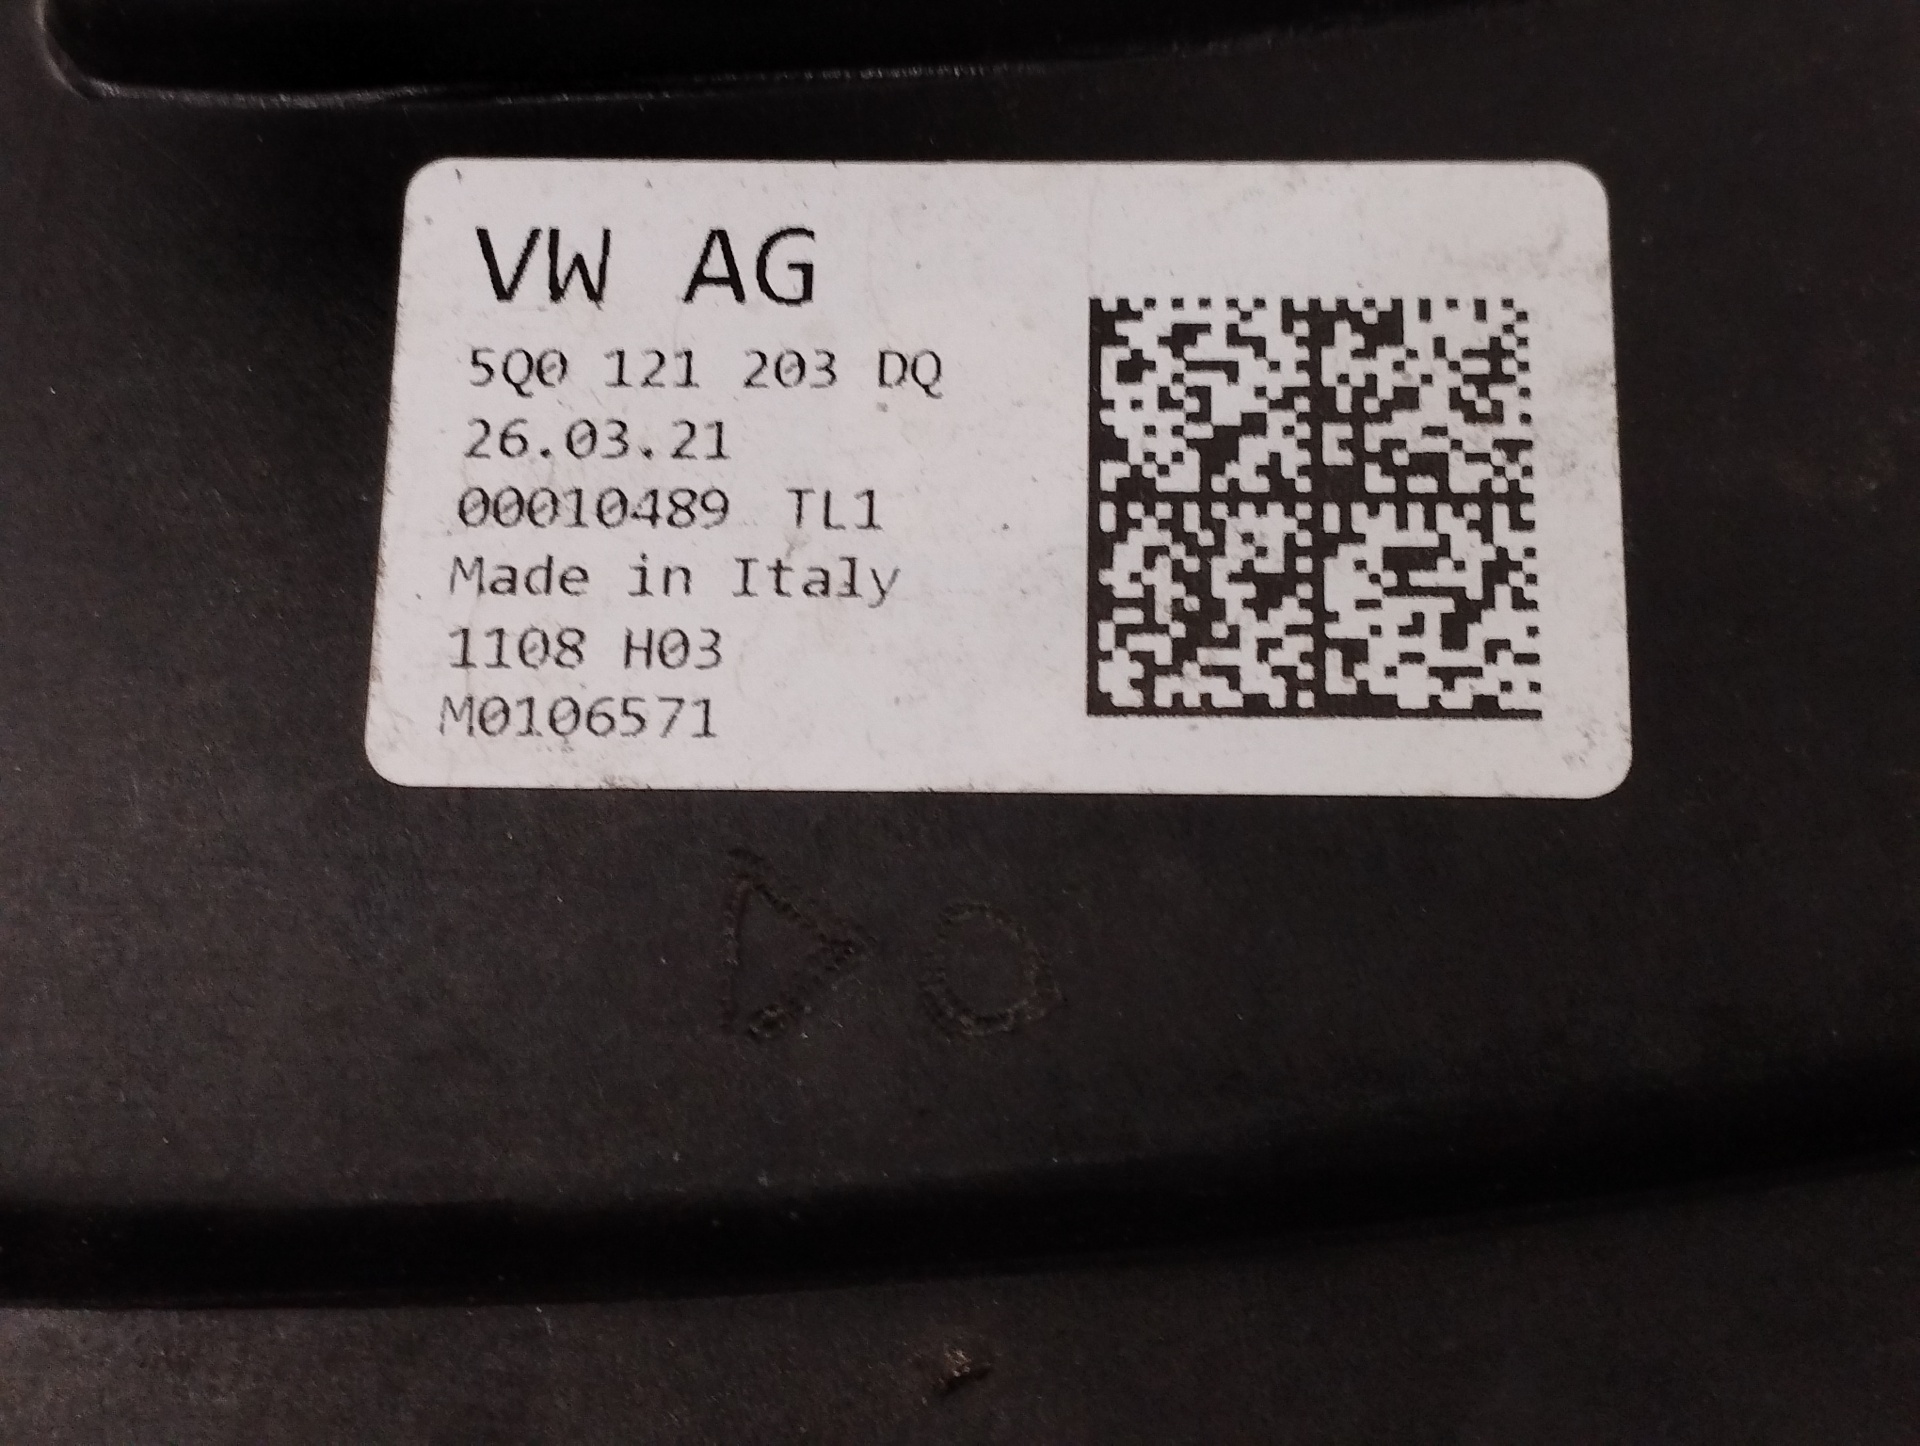 VW AG
5Q0 121 203 DQ
26.03.21
00010489 TL1
Made in Italy
1108 H03
M0106571